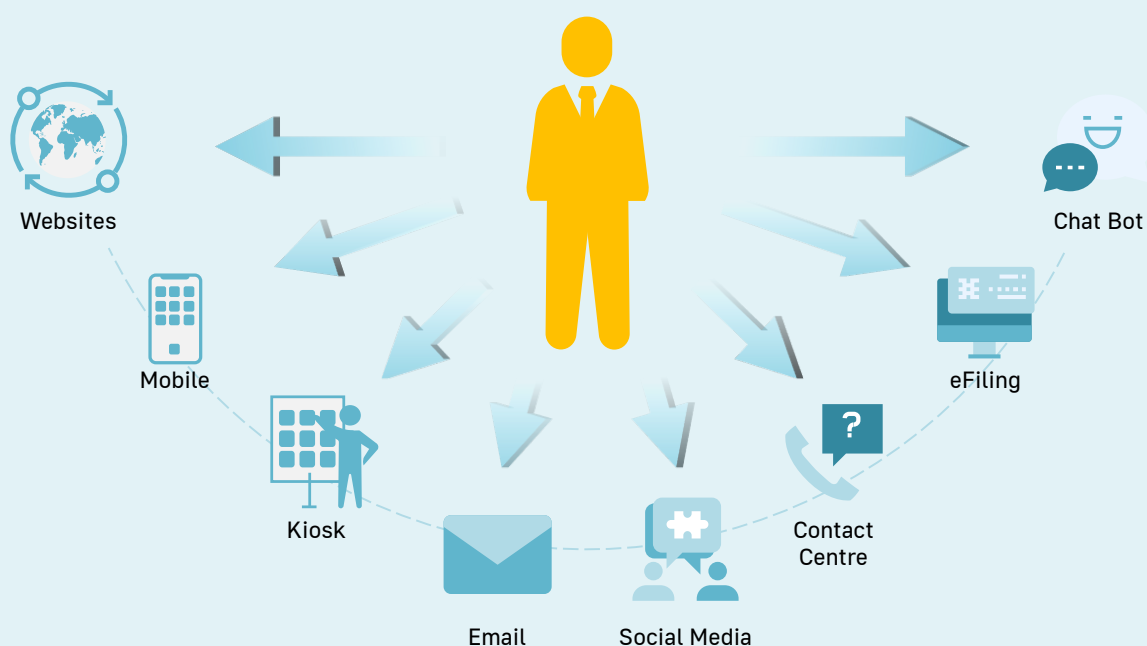 Websites
Chat Bot
Mobile
eFiling
Kiosk
?
Contact
Centre
Email
Social Media